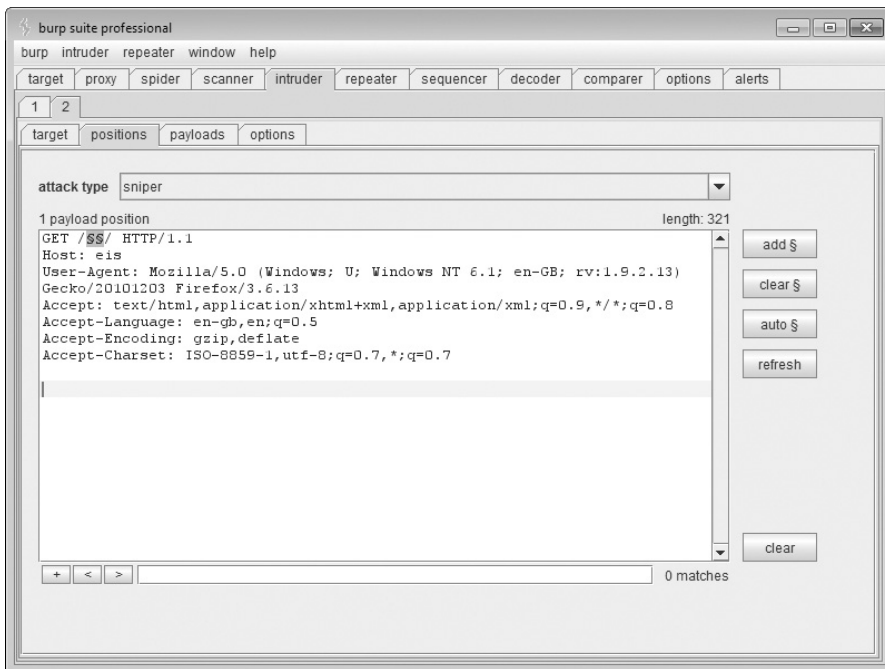 burp suite professional
burp intruder repeater window help
target proxy spider scanner intruder repeater sequencer decoder comparer options alerts
1 2
target positions payloads options
attack type sniper
1 payload position length: 321
GET /§§/ HTTP/1.1
Host: eis
User-Agent: Mozilla/5.0 (Windows; U; Windows NT 6.1; en-GB; rv:1.9.2.13)
Gecko/20101203 Firefox/3.6.13
Accept: text/html,application/xhtml+xml,application/xml;q=0.9,*/*;q=0.8
Accept-Language: en-gb,en;q=0.5
Accept-Encoding: gzip,deflate
Accept-Charset: ISO-8859-1,utf-8;q=0.7,*;q=0.7
add §
clear §
auto §
refresh
clear
+ < > 0 matches